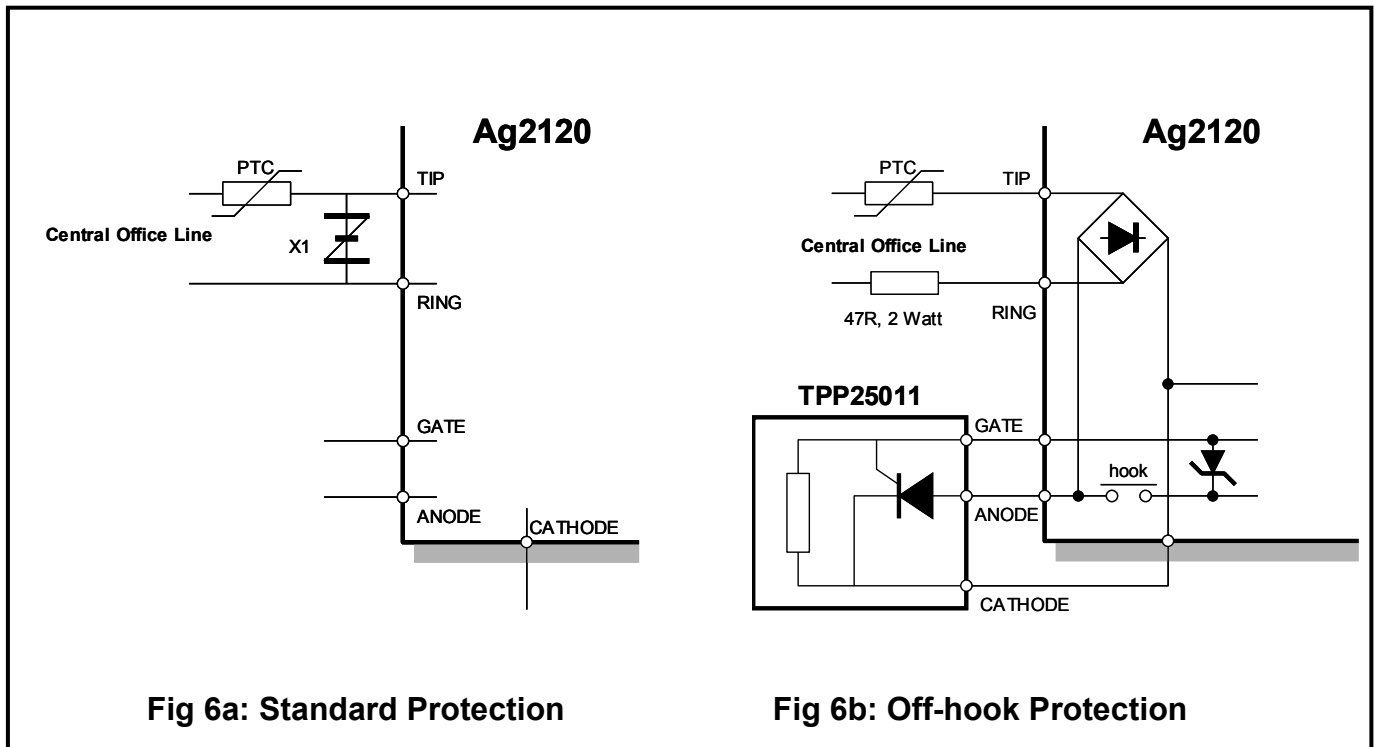 Ag2120
PTC
TIP
Central Office Line
X1
RING
GATE
ANODE
CATHODE
Fig 6a: Standard Protection
Ag2120
PTC
TIP
Central Office Line
47R, 2 Watt
RING
TPP25011
GATE
hook
ANODE
CATHODE
Fig 6b: Off-hook Protection